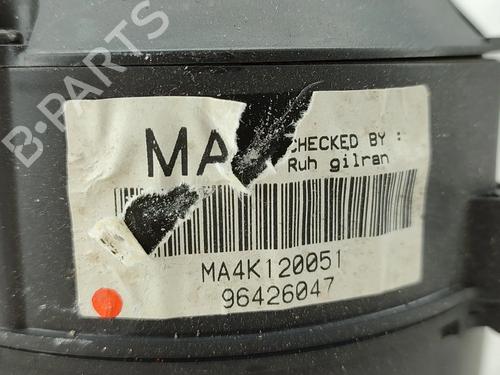 B-PARTS
MA
CHECKED BY :
Ruh gilran
MA4K120051
96426047